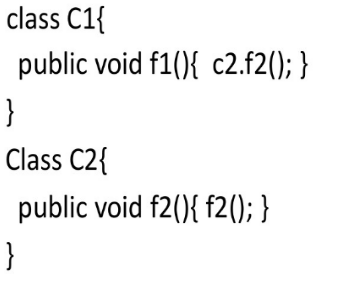 class C1{
public void f1(){ c2.f2(); }
}
Class C2{
public void f2(){ f2(); }
}